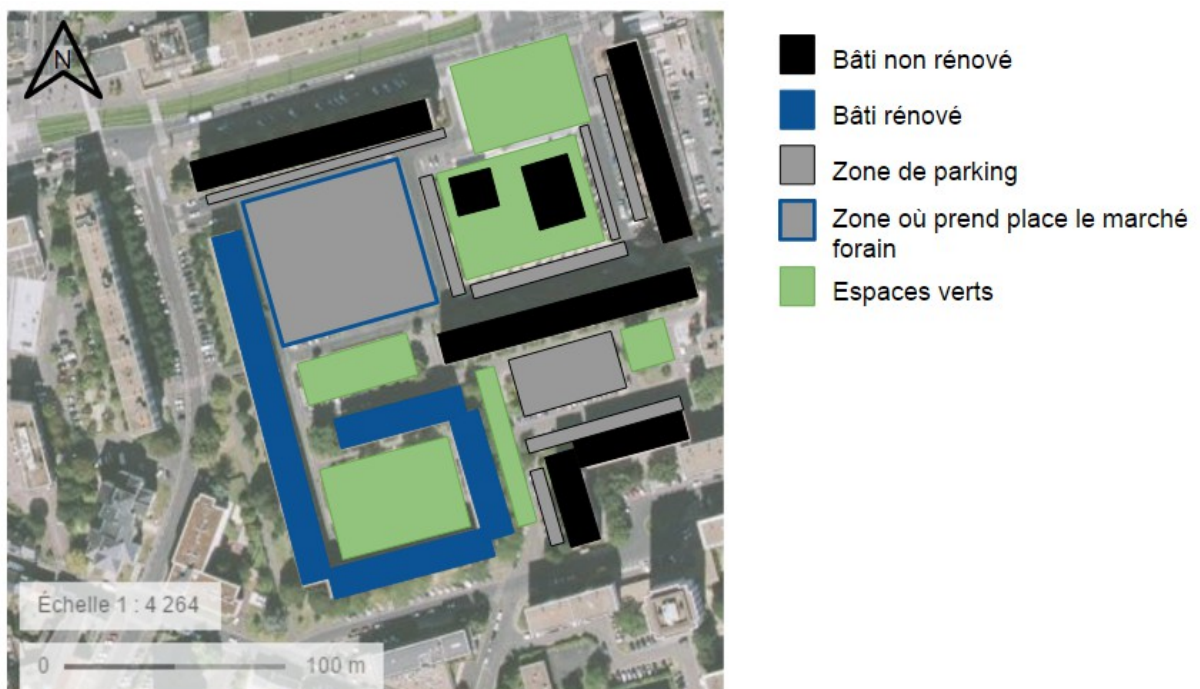 N
Bâti non rénové
Bâti rénové
Zone de parking
Zone où prend place le marché
forain
Espaces verts
Échelle 1 : 4 264
0 100 m